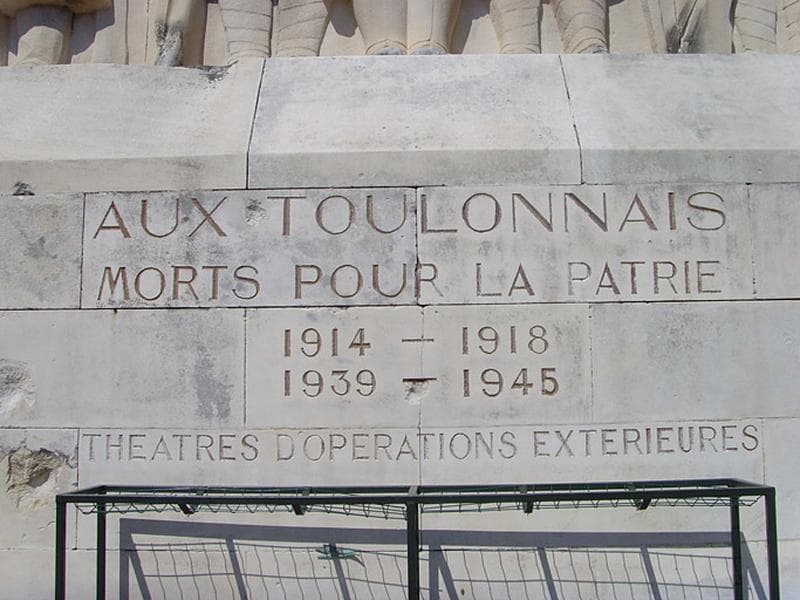 AUX TOULONNAIS
MORTS POUR LA PATRIE
1914 — 1918
1939 — 1945
THEATRES D'OPERATIONS EXTERIEURES